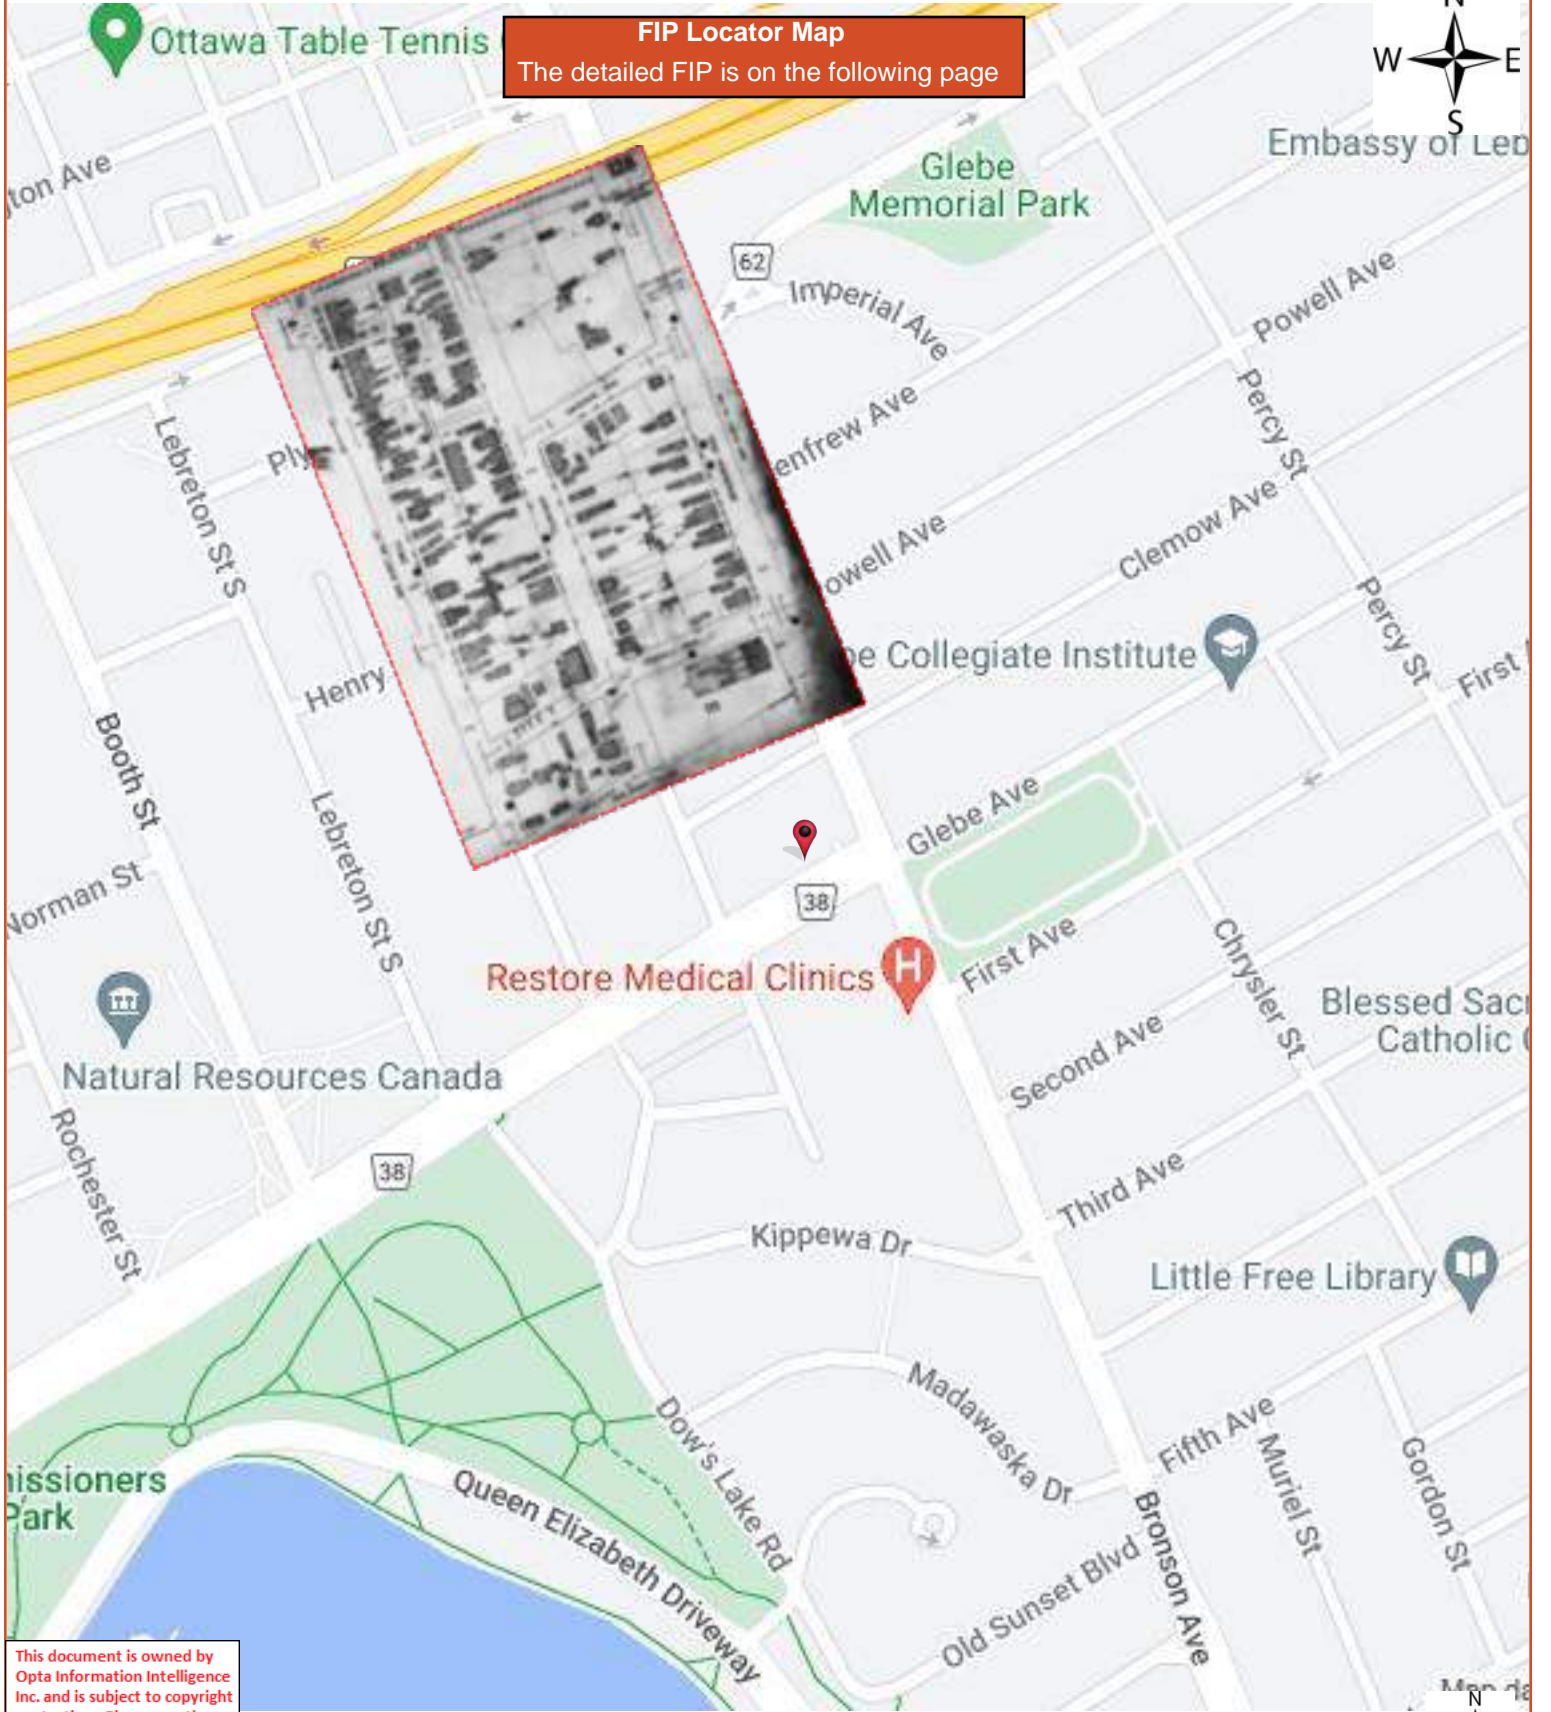 Ottawa Table Tennis
FIP Locator Map
The detailed FIP is on the following page
N
W
E
S
Embassy of Leb
gton Ave
Glebe
Memorial Park
62
Imperial Ave
Powell Ave
Percy St
enfrew Ave
Lebreton St S
Ply
Clemow Ave
owell Ave
Percy St
be Collegiate Institute
First
Henry
Booth St
Lebreton St S
Glebe Ave
38
Norman St
First Ave
Chrysler St
Restore Medical Clinics
H
Blessed Sac
Catholic
Second Ave
Natural Resources Canada
Rochester St
38
Third Ave
Kippewa Dr
Little Free Library
Madawaska Dr
Dow's Lake Rd
Fifth Ave
Muriel St
Gordon St
missioners
Park
Queen Elizabeth Driveway
Bronson Ave
Old Sunset Blvd
This document is owned by
Opta Information Intelligence
Inc. and is subject to copyright
Map da
N